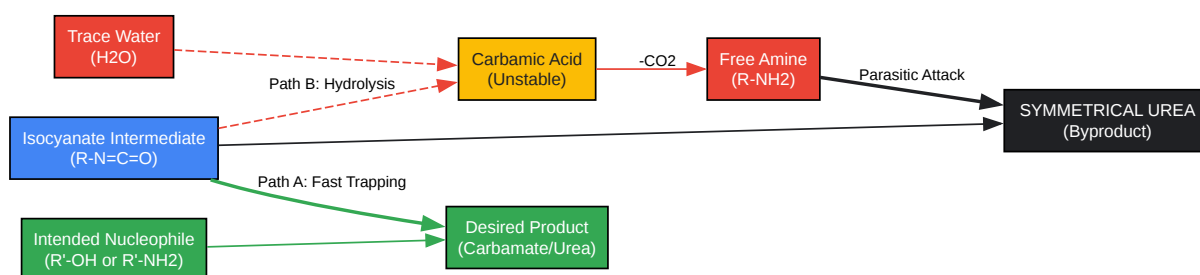 Trace Water
(H2O)
Carbamic Acid
(Unstable)
-CO2
Free Amine
(R-NH2)
Parasitic Attack
Path B: Hydrolysis
SYMMETRICAL UREA
(Byproduct)
Isocyanate Intermediate
(R-N=C=O)
Path A: Fast Trapping
Intended Nucleophile
(R'-OH or R'-NH2)
Desired Product
(Carbamate/Urea)